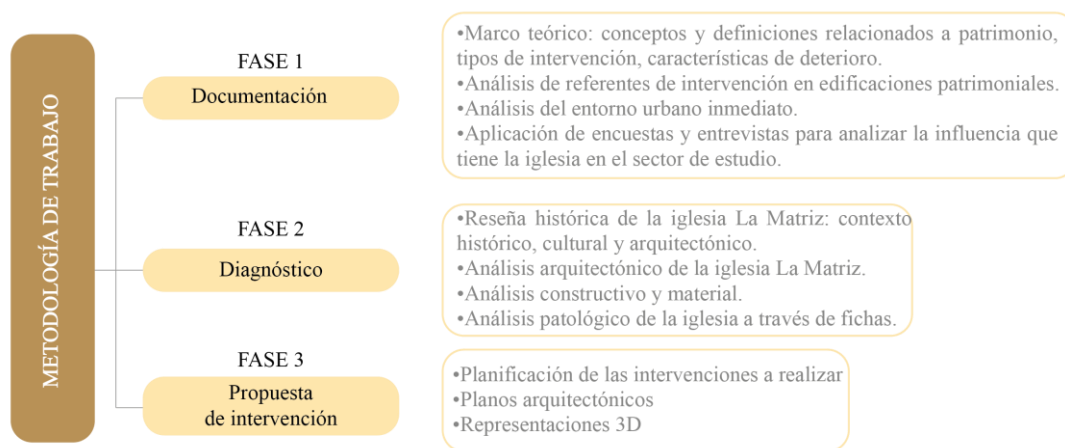 METODOLOGÍA DE TRABAJO
FASE 1
Documentación
•Marco teórico: conceptos y definiciones relacionados a patrimonio,
tipos de intervención, características de deterioro.
•Análisis de referentes de intervención en edificaciones patrimoniales.
•Análisis del entorno urbano inmediato.
•Aplicación de encuestas y entrevistas para analizar la influencia que
tiene la iglesia en el sector de estudio.
FASE 2
Diagnóstico
•Reseña histórica de la iglesia La Matriz: contexto
histórico, cultural y arquitectónico.
•Análisis arquitectónico de la iglesia La Matriz.
•Análisis constructivo y material.
•Análisis patológico de la iglesia a través de fichas.
FASE 3
Propuesta
de intervención
•Planificación de las intervenciones a realizar
•Planos arquitectónicos
•Representaciones 3D